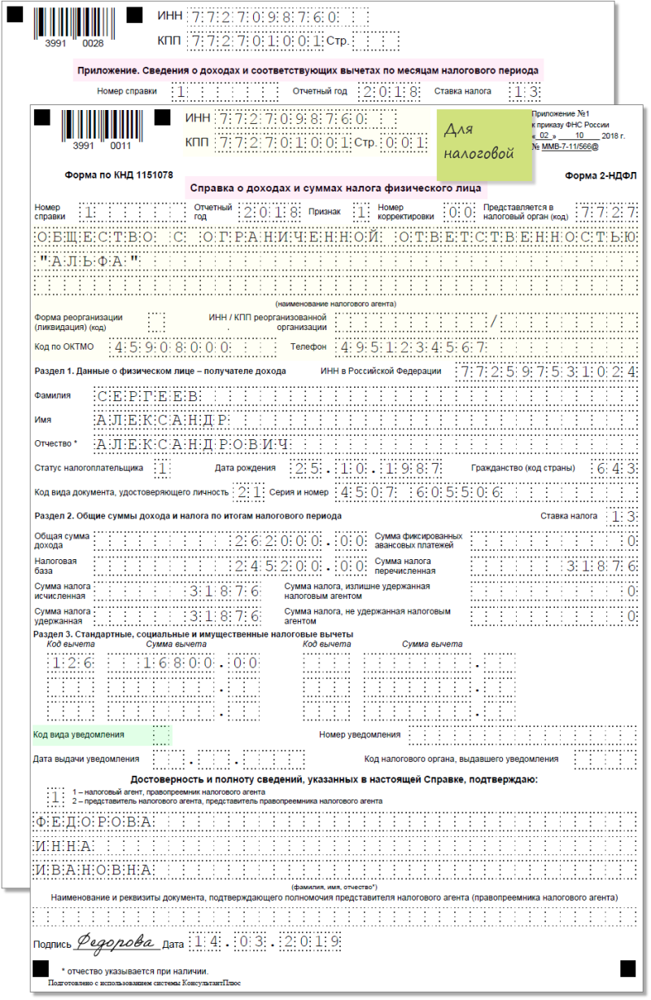 3991 0028
ИНН 7727098760
КПП 772701001 Стр.
Приложение. Сведения о доходах и соответствующих вычетах по месяцам налогового периода
Номер справки 1 Отчетный год 2018 Ставка налога 13
3991 0011
ИНН 7727098760
КПП 772701001 Стр. 001
Для
налоговой
Приложение №1
к приказу ФНС России
« 02 » 10 2018 г.
№ ММВ-7-11/566@
Форма по КНД 1151078
Форма 2-НДФЛ
Справка о доходах и суммах налога физического лица
Номер справки 1 Отчетный год 2018 Признак 1 Номер корректировки 00 Представляется в налоговый орган (код) 7727
ОБЩЕСТВО С ОГРАНИЧЕННОЙ ОТВЕТСТВЕННОСТЬЮ
"АЛЬФА"
(наименование налогового агента)
Форма реорганизации (ликвидация) (код) ИНН / КПП реорганизованной организации /
Код по ОКТМО 45908000 Телефон 4951234567
Раздел 1. Данные о физическом лице – получателе дохода ИНН в Российской Федерации 772597531024
Фамилия СЕРГЕЕВ
Имя АЛЕКСАНДР
Отчество * АЛЕКСАНДРОВИЧ
Статус налогоплательщика 1 Дата рождения 25.10.1987 Гражданство (код страны) 643
Код вида документа, удостоверяющего личность 21 Серия и номер 4507 605506
Раздел 2. Общие суммы дохода и налога по итогам налогового периода Ставка налога 13
Общая сумма дохода 262000.00 Сумма фиксированных авансовых платежей 0
Налоговая база 245200.00 Сумма налога перечисленная 31876
Сумма налога исчисленная 31876 Сумма налога, излишне удержанная налоговым агентом 0
Сумма налога удержанная 31876 Сумма налога, не удержанная налоговым агентом 0
Раздел 3. Стандартные, социальные и имущественные налоговые вычеты
Код вычета Сумма вычета Код вычета Сумма вычета
126 16800.00 .
. .
. .
Код вида уведомления Номер уведомления
Дата выдачи уведомления . . Код налогового органа, выдавшего уведомления
Достоверность и полноту сведений, указанных в настоящей Справке, подтверждаю:
1 1 – налоговый агент, правопреемник налогового агента
2 – представитель налогового агента, представитель правопреемника налогового агента
ФЕДОРОВА
ИННА
ИВАНОВНА
(фамилия, имя, отчество*)
Наименование и реквизиты документа, подтверждающего полномочия представителя налогового агента (правопреемника налогового агента)
Подпись Федорова Дата 14.03.2019
* отчество указывается при наличии.
Подготовлено с использованием системы КонсультантПлюс